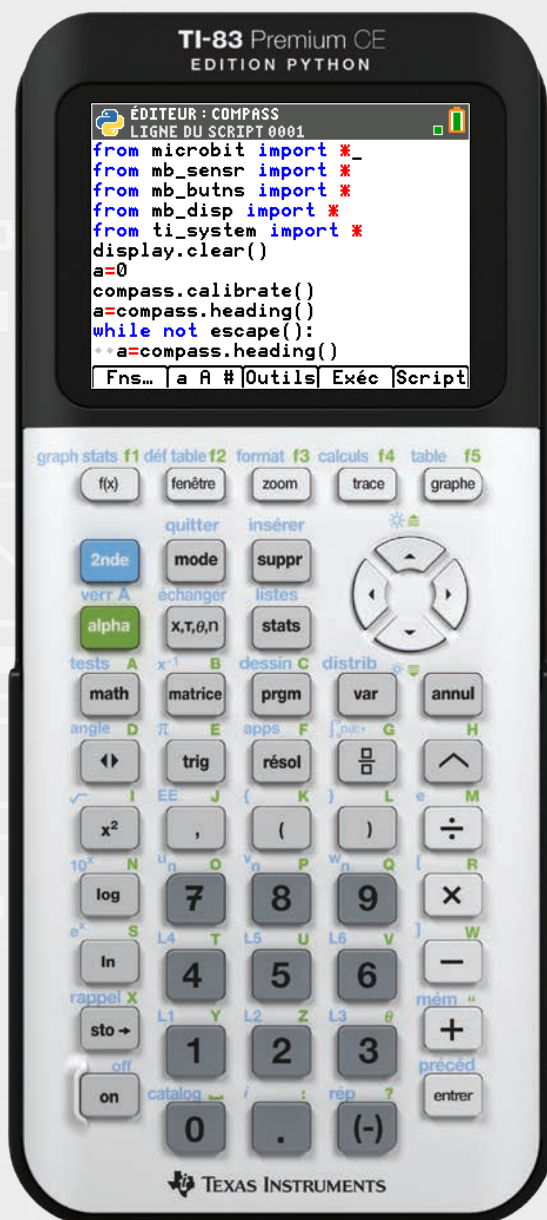 TI-83 Premium CE
EDITION PYTHON
ÉDITEUR : COMPASS
LIGNE DU SCRIPT 0001
from microbit import *_
from mb_sensr import *
from mb_butns import *
from mb_disp import *
from ti_system import *
display.clear()
a=0
compass.calibrate()
a=compass.heading()
while not escape():
··a=compass.heading()
Fns… a A # Outils Exéc Script
graph stats f1 déf table f2 format f3 calculs f4 table f5
f(x) fenêtre zoom trace graphe
quitter insérer
2nde mode suppr
verr A échanger listes
alpha X,T,θ,n stats
tests A x⁻¹ B dessin C distrib
math matrice prgm var annul
angle D π E apps F G H
trig résol
√ I EE J { K } L e M
x² , ( ) ÷
10ˣ N uₙ O vₙ P wₙ Q [ R
log 7 8 9 ×
eˣ S L4 T L5 U L6 V ] W
ln 4 5 6 −
rappel X L1 Y L2 Z L3 θ mém "
sto→ 1 2 3 +
off catalog i : rép ? précéd
on 0 . (-) entrer
TEXAS INSTRUMENTS